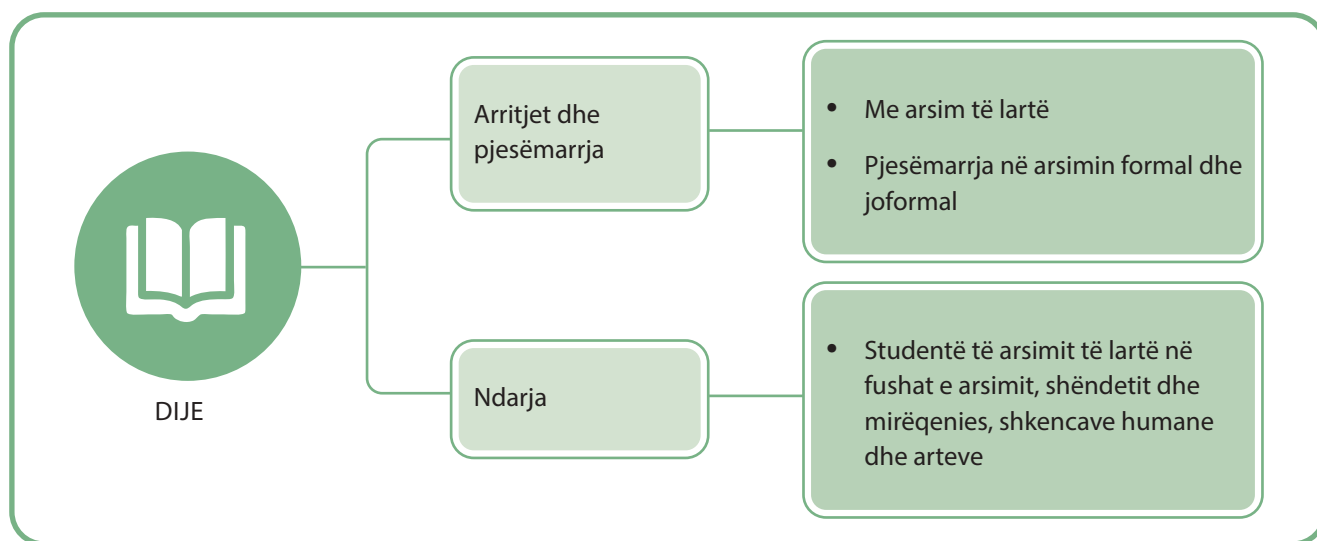 DIJE
Arritjet dhe
pjesëmarrja
• Me arsim të lartë
• Pjesëmarrja në arsimin formal dhe
joformal
Ndarja
• Studentë të arsimit të lartë në
fushat e arsimit, shëndetit dhe
mirëqenies, shkencave humane
dhe arteve